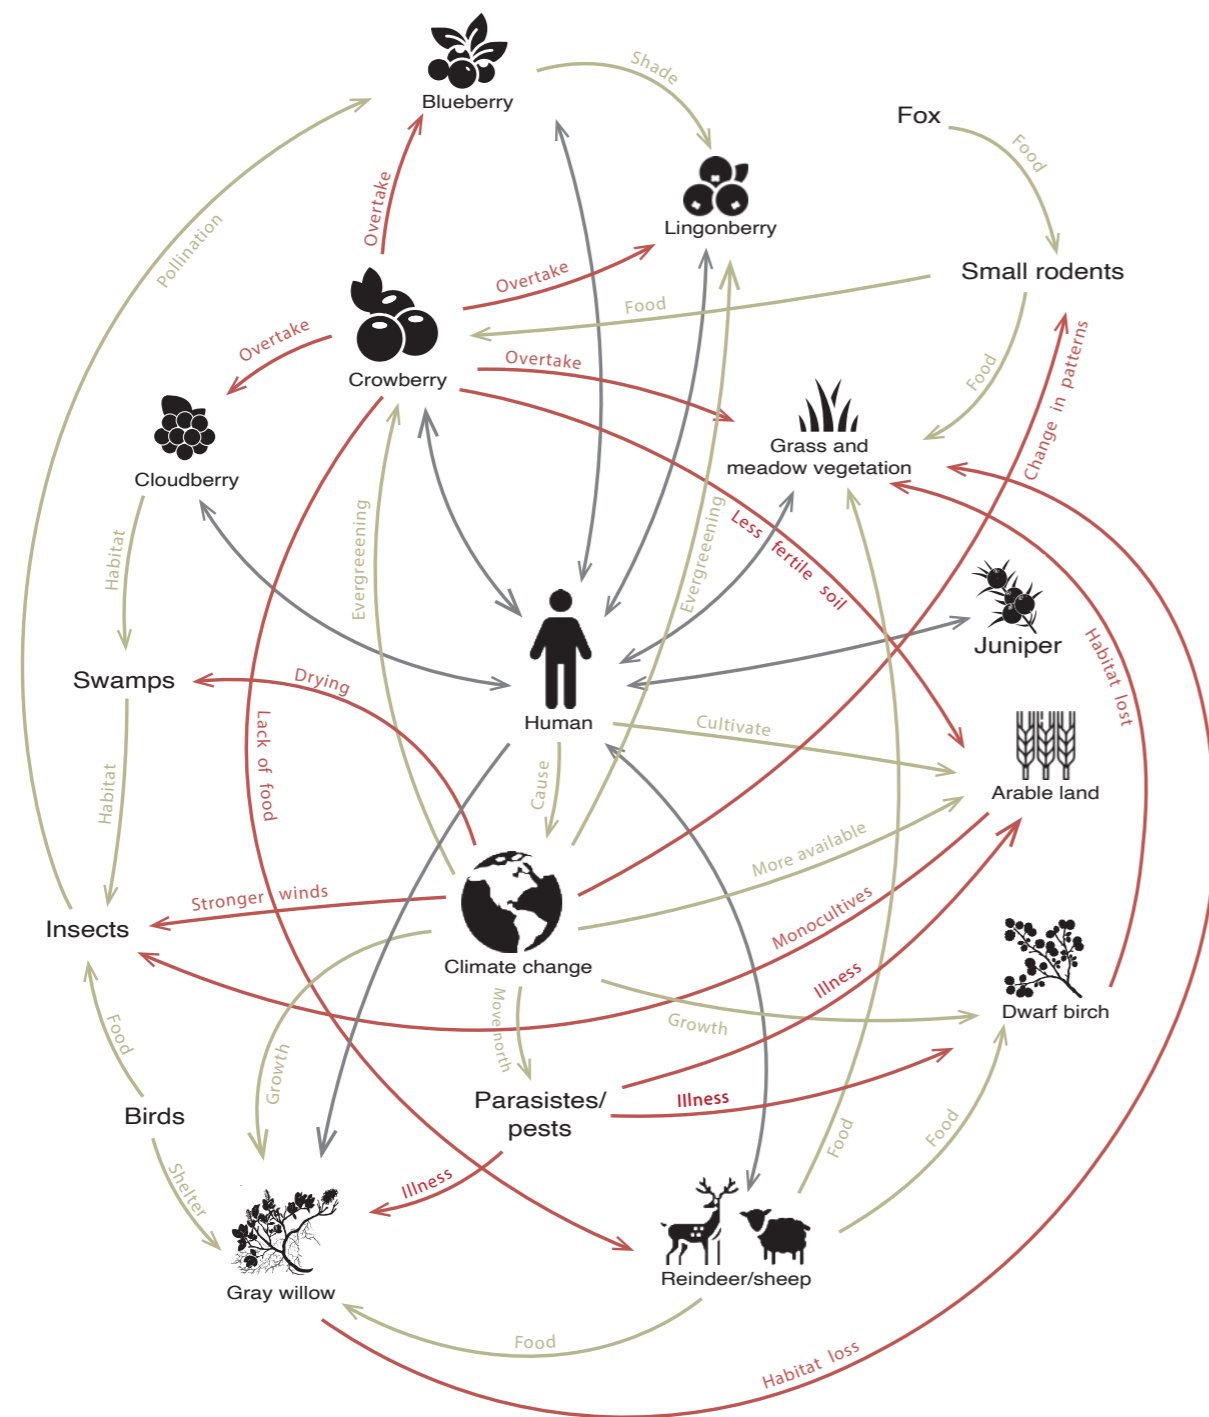 Blueberry
Shade
Fox
Food
Lingonberry
Overtake
Pollination
Small rodents
Overtake
Food
Overtake
Crowberry
Overtake
Food
Change in patterns
Cloudberry
Grass and
meadow vegetation
Habitat
Evergreening
Evergreeening
Less fertile soil
Juniper
Habitat lost
Swamps
Drying
Human
Cultivate
Lack of food
Habitat
Cause
Arable land
More available
Stronger winds
Monocultives
Insects
Climate change
Illness
Dwarf birch
Food
Growth
Move north
Growth
Parasistes/
pests
Illness
Birds
Food
Food
Shelter
Illness
Gray willow
Reindeer/sheep
Food
Habitat loss